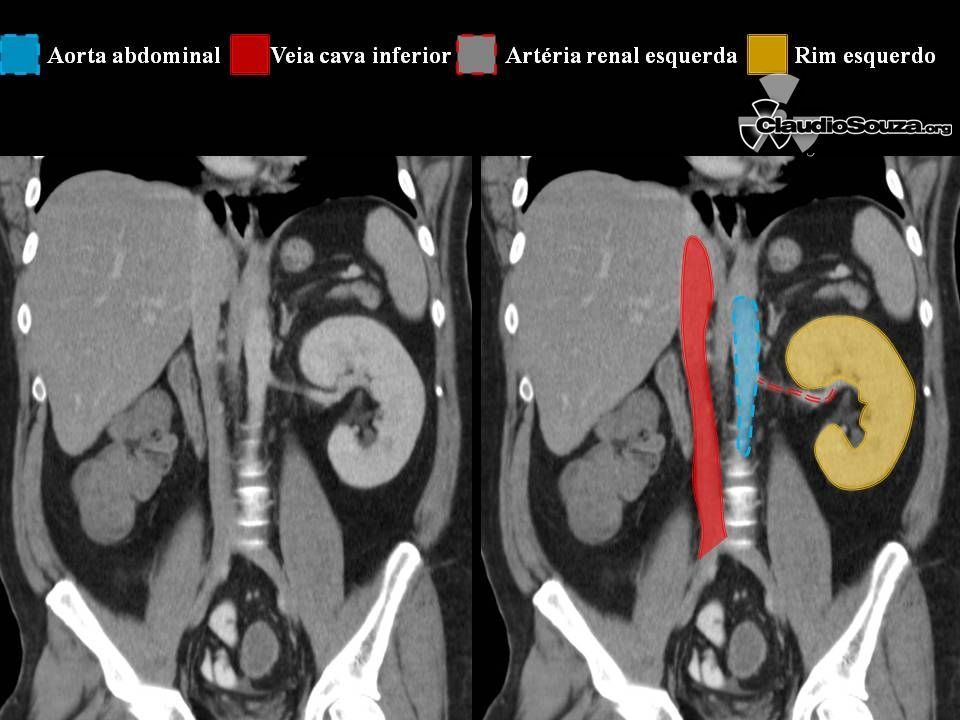 Aorta abdominal Veia cava inferior Artéria renal esquerda Rim esquerdo
ClaudioSouza.org